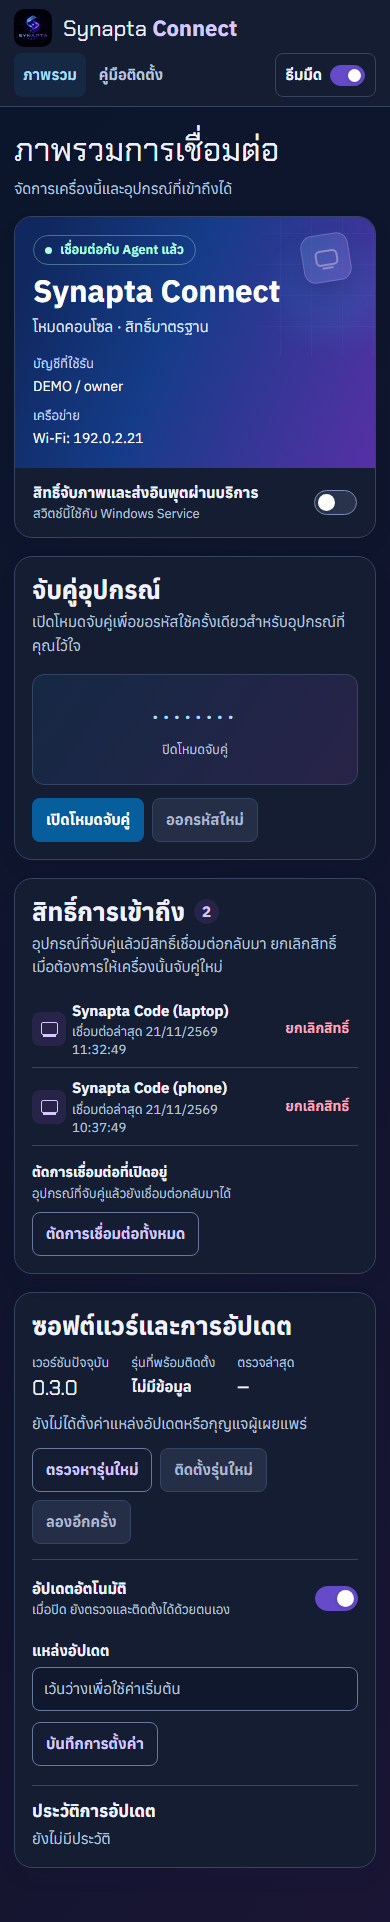 SYNAPTA
Synapta Connect
ภาพรวม
คู่มือติดตั้ง
ธีมมืด
ภาพรวมการเชื่อมต่อ
จัดการเครื่องนี้และอุปกรณ์ที่เข้าถึงได้
เชื่อมต่อกับ Agent แล้ว
Synapta Connect
โหมดคอนโซล · สิทธิ์มาตรฐาน
บัญชีที่ใช้รัน
DEMO / owner
เครือข่าย
Wi-Fi: 192.0.2.21
สิทธิ์จับภาพและส่งอินพุตผ่านบริการ
สวิตช์นี้ใช้กับ Windows Service
จับคู่อุปกรณ์
เปิดโหมดจับคู่เพื่อขอรหัสใช้ครั้งเดียวสำหรับอุปกรณ์ที่
คุณไว้ใจ
········
ปิดโหมดจับคู่
เปิดโหมดจับคู่
ออกรหัสใหม่
สิทธิ์การเข้าถึง 2
อุปกรณ์ที่จับคู่แล้วมีสิทธิ์เชื่อมต่อกลับมา ยกเลิกสิทธิ์
เมื่อต้องการให้เครื่องนั้นจับคู่ใหม่
Synapta Code (laptop)
เชื่อมต่อล่าสุด 21/11/2569
11:32:49
ยกเลิกสิทธิ์
Synapta Code (phone)
เชื่อมต่อล่าสุด 21/11/2569
10:37:49
ยกเลิกสิทธิ์
ตัดการเชื่อมต่อที่เปิดอยู่
อุปกรณ์ที่จับคู่แล้วยังเชื่อมต่อกลับมาได้
ตัดการเชื่อมต่อทั้งหมด
ซอฟต์แวร์และการอัปเดต
เวอร์ชันปัจจุบัน
0.3.0
รุ่นที่พร้อมติดตั้ง
ไม่มีข้อมูล
ตรวจล่าสุด
—
ยังไม่ได้ตั้งค่าแหล่งอัปเดตหรือกุญแจผู้เผยแพร่
ตรวจหารุ่นใหม่
ติดตั้งรุ่นใหม่
ลองอีกครั้ง
อัปเดตอัตโนมัติ
เมื่อปิด ยังตรวจและติดตั้งได้ด้วยตนเอง
แหล่งอัปเดต
เว้นว่างเพื่อใช้ค่าเริ่มต้น
บันทึกการตั้งค่า
ประวัติการอัปเดต
ยังไม่มีประวัติ